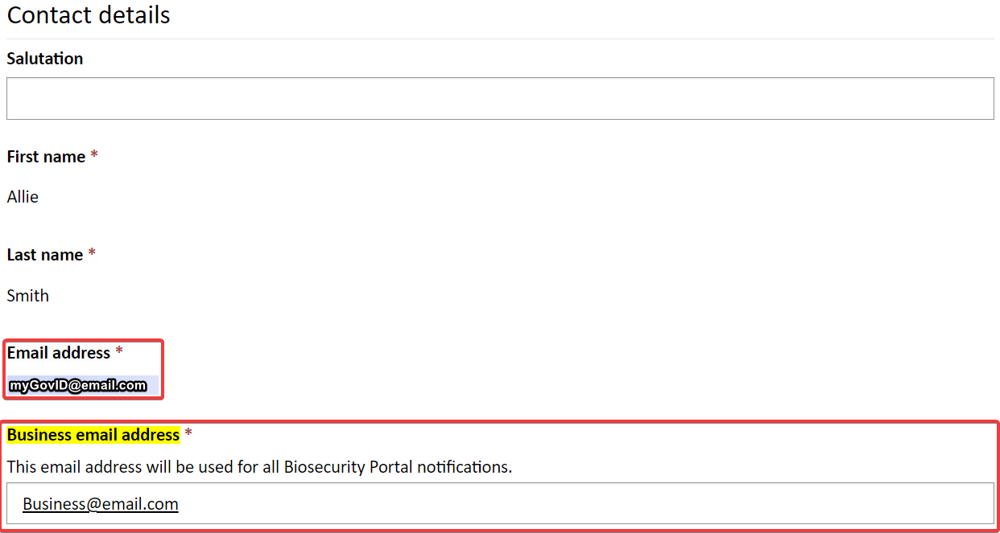 Contact details
Salutation
First name *
Allie
Last name *
Smith
Email address *
myGovID@email.com
Business email address *
This email address will be used for all Biosecurity Portal notifications.
Business@email.com